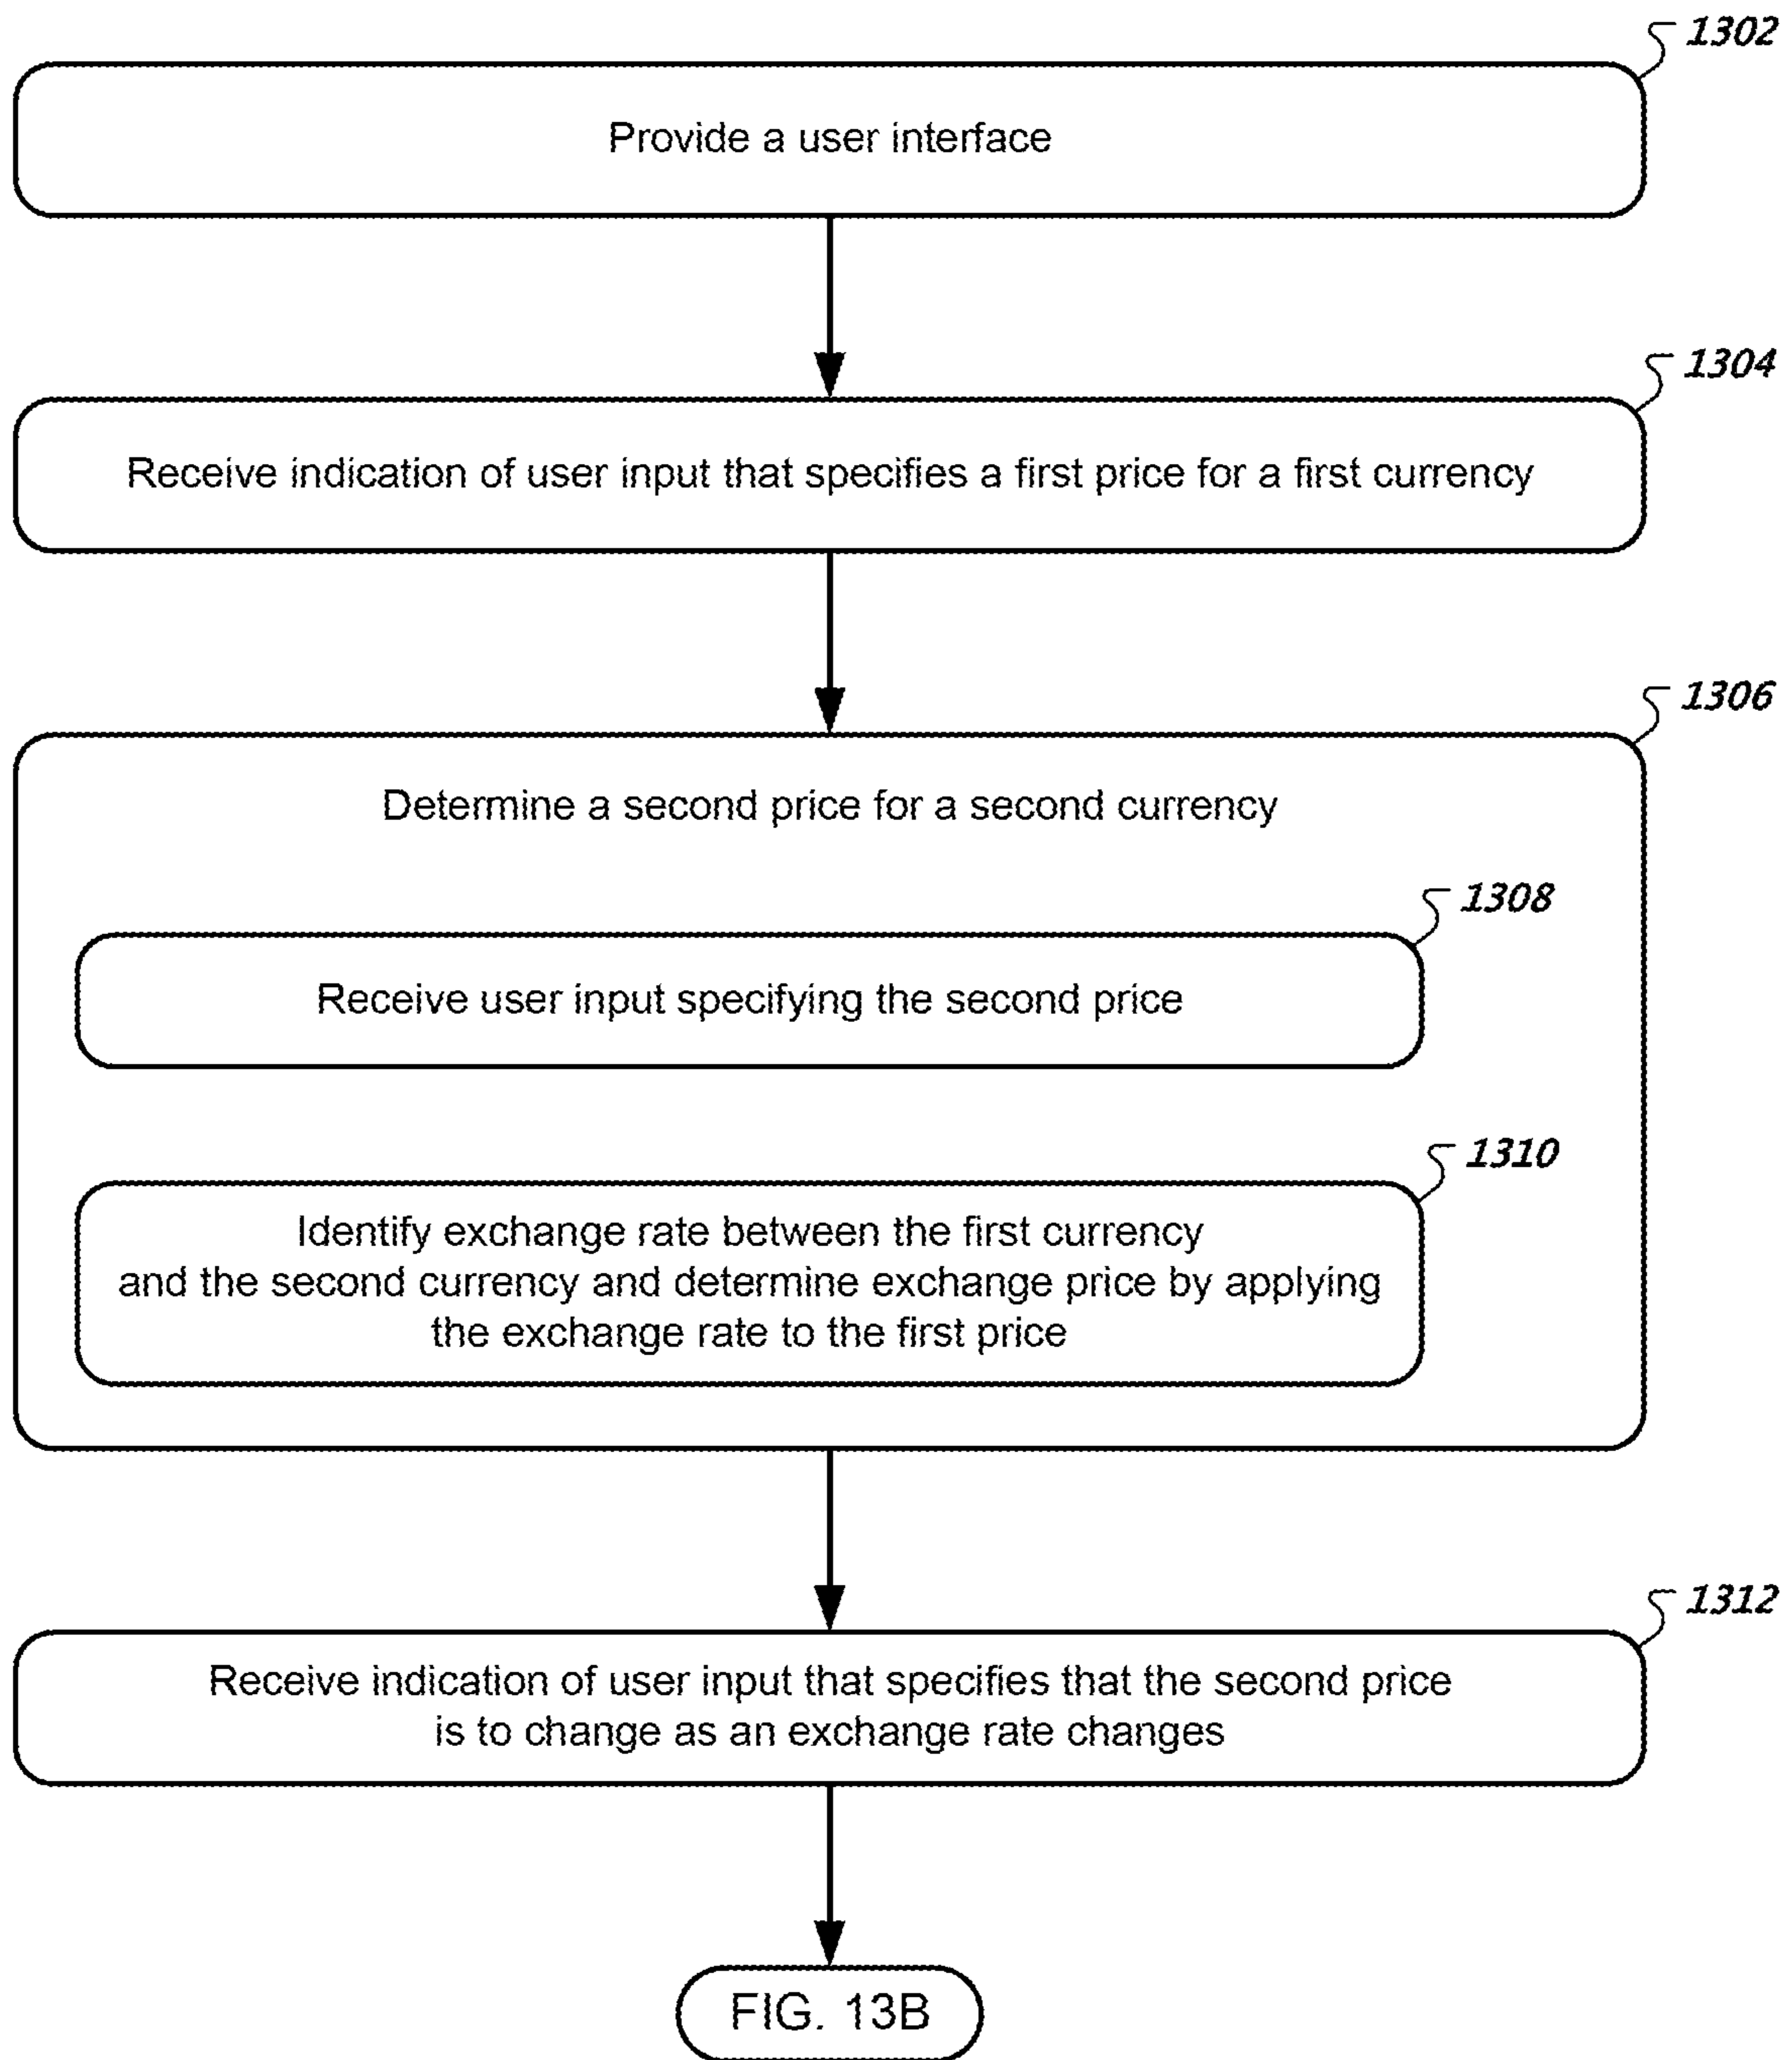 1302
Provide a user interface
1304
Receive indication of user input that specifies a first price for a first currency
1306
Determine a second price for a second currency
1308
Receive user input specifying the second price
1310
Identify exchange rate between the first currency
and the second currency and determine exchange price by applying
the exchange rate to the first price
1312
Receive indication of user input that specifies that the second price
is to change as an exchange rate changes
FIG. 13B